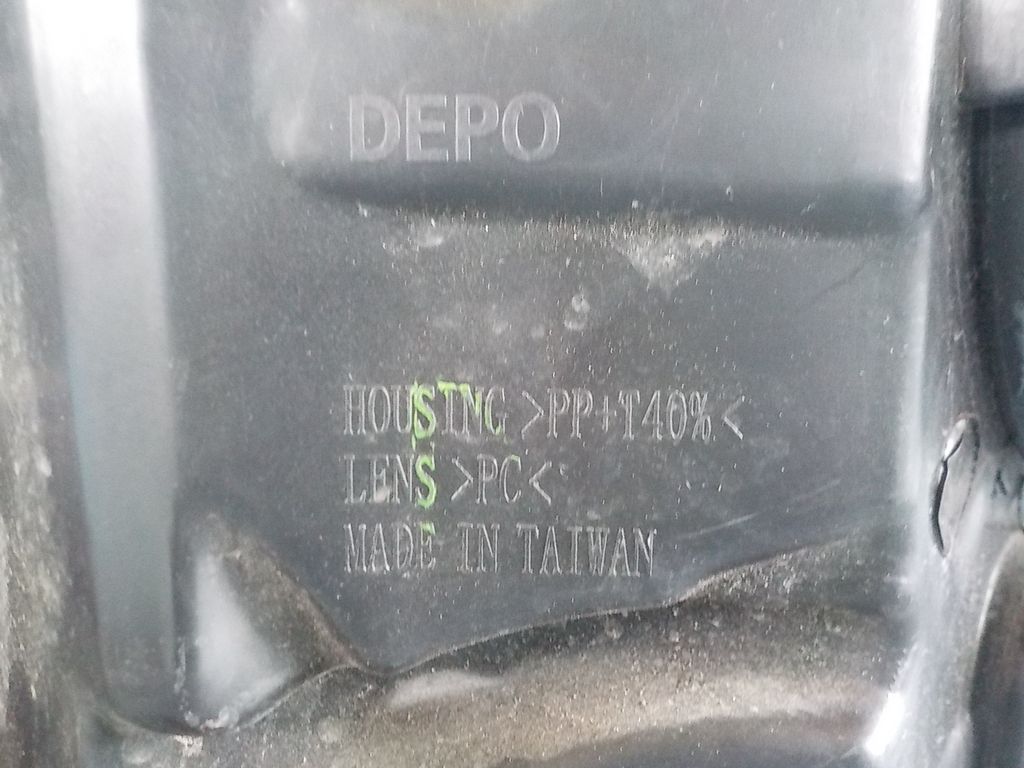 DEPO
HOUSING >PP+T40%<
LENS >PC<
MADE IN TAIWAN